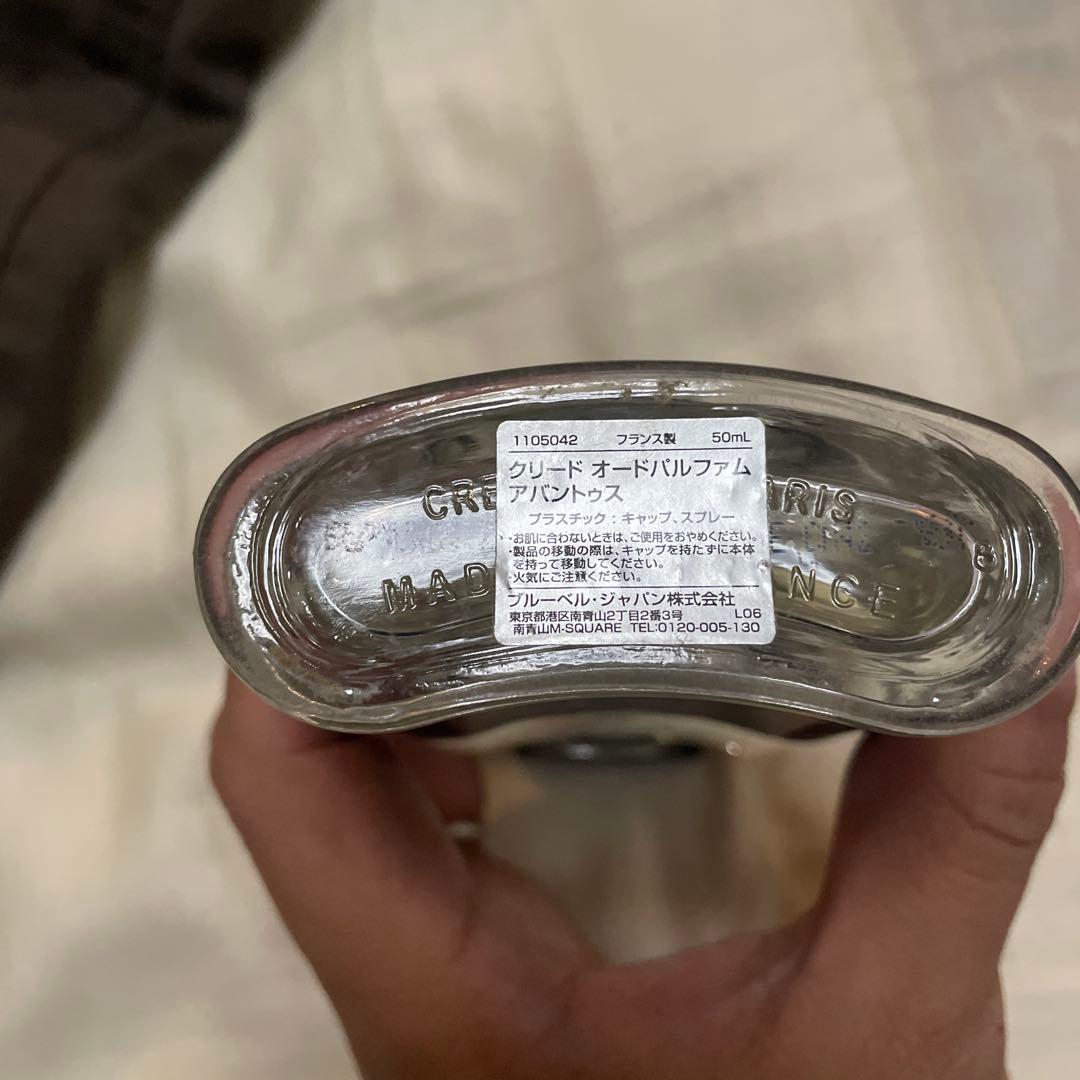 1105042 フランス製 50mL
クリード オードパルファム
アバントゥス
プラスチック：キャップ、スプレー
・お肌に合わないときは、ご使用をおやめください。
・製品の移動の際は、キャップを持たずに本体
を持って移動してください。
・火気にご注意ください。
ブルーベル・ジャパン株式会社
東京都港区南青山2丁目2番3号 L06
南青山M-SQUARE TEL:0120-005-130
CRE ARIS
MAD NCE